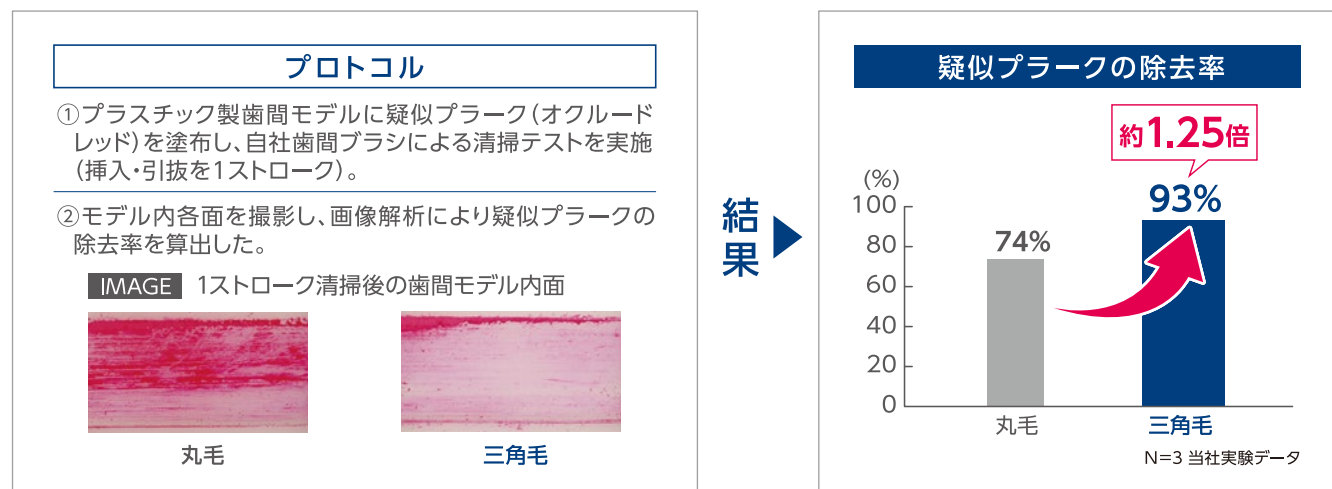 プロトコル
①プラスチック製歯間モデルに疑似プラーク（オクルード
レッド）を塗布し、自社歯間ブラシによる清掃テストを実施
（挿入・引抜を1ストローク）。
②モデル内各面を撮影し、画像解析により疑似プラークの
除去率を算出した。
IMAGE 1ストローク清掃後の歯間モデル内面
丸毛
三角毛
結果
疑似プラークの除去率
約1.25倍
(%)
100
80
60
40
20
0
74%
93%
丸毛
三角毛
N=3 当社実験データ